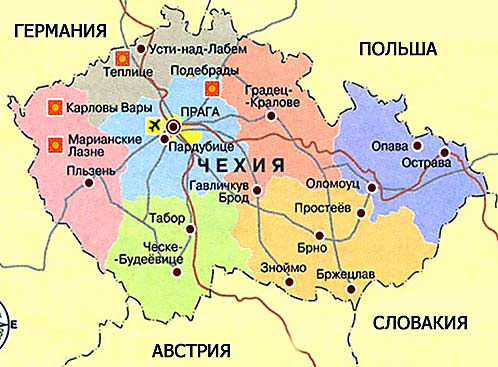 ГЕРМАНИЯ
ПОЛЬША
Усти-над-Лабем
Теплице
Подебрады
Градец-
-Кралове
Карловы Вары
ПРАГА
Марианские
Лазне
Пардубице
Опава
Острава
ЧЕХИЯ
Пльзень
Гавличкув
Брод
Оломоуц
Простеёв
Табор
Ческе-
-Будеёвице
Брно
Зноймо
Бржецлав
E
СЛОВАКИЯ
АВСТРИЯ